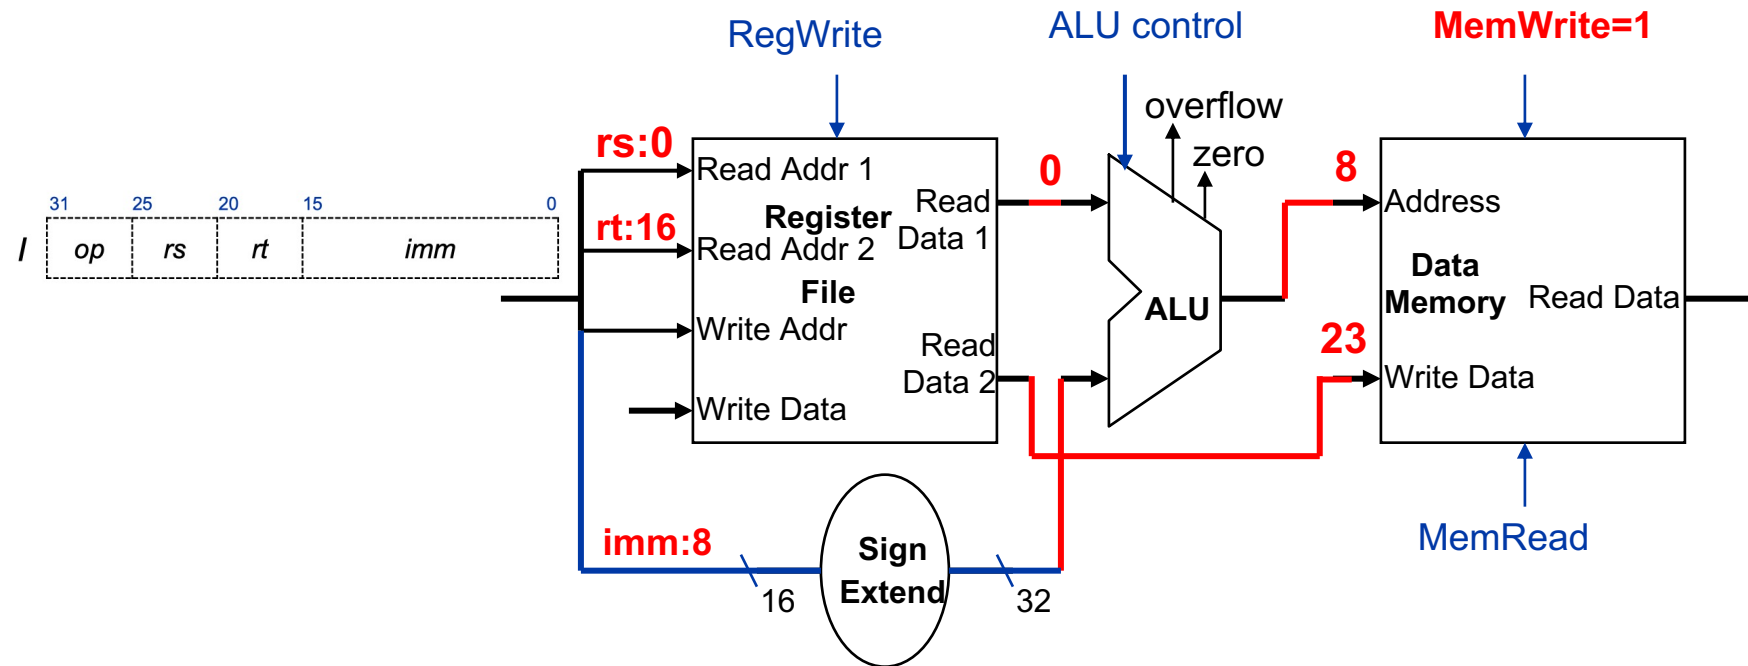 RegWrite
ALU control
MemWrite=1
overflow
zero
rs:0
Read Addr 1
rt:16
Read Addr 2
Register
File
Write Addr
Write Data
Read
Data 1
Read
Data 2
0
8
23
ALU
Address
Data
Memory
Read Data
Write Data
MemRead
31 25 20 15 0
I op rs rt imm
imm:8
16
Sign
Extend
32